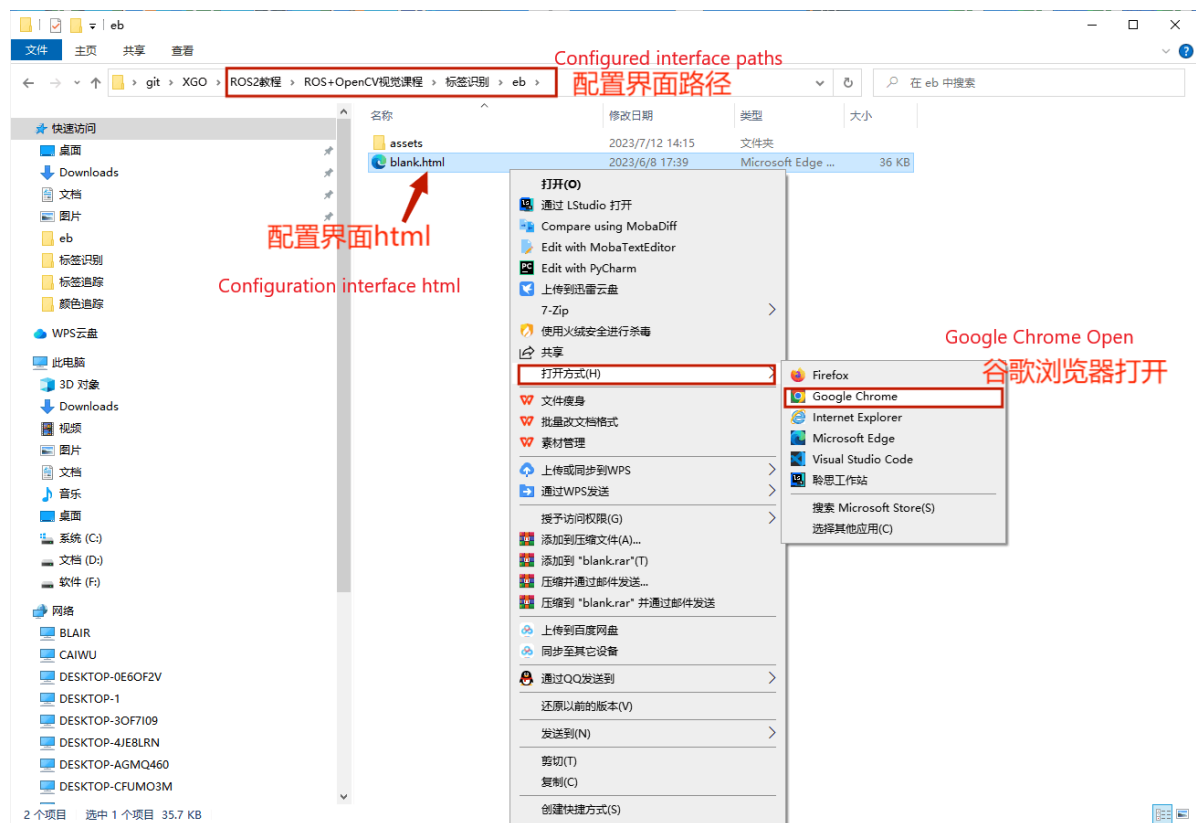 eb
文件 主页 共享 查看
Configured interface paths
配置界面路径
git › XGO › ROS2教程 › ROS+OpenCV视觉课程 › 标签识别 › eb ›
在 eb 中搜索
名称 修改日期 类型 大小
快速访问
桌面
Downloads
文档
图片
eb
标签识别
标签追踪
颜色追踪
WPS云盘
此电脑
3D 对象
Downloads
视频
图片
文档
音乐
桌面
系统 (C:)
文档 (D:)
软件 (F:)
网络
BLAIR
CAIWU
DESKTOP-0E6OF2V
DESKTOP-1
DESKTOP-3OF7I09
DESKTOP-4JE8LRN
DESKTOP-AGMQ460
DESKTOP-CFUMO3M
assets 2023/7/12 14:15 文件夹
blank.html 2023/6/8 17:39 Microsoft Edge ... 36 KB
配置界面html
Configuration interface html
打开(O)
通过 LStudio 打开
Compare using MobaDiff
Edit with MobaTextEditor
Edit with PyCharm
上传到迅雷云盘
7-Zip
使用火绒安全进行杀毒
共享
打开方式(H)
文件瘦身
批量改文档格式
素材管理
上传或同步到WPS
通过WPS发送
授予访问权限(G)
添加到压缩文件(A)...
添加到 "blank.rar"(T)
压缩并通过邮件发送...
压缩到 "blank.rar" 并通过邮件发送
上传到百度网盘
同步至其它设备
通过QQ发送到
还原以前的版本(V)
发送到(N)
剪切(T)
复制(C)
创建快捷方式(S)
Google Chrome Open
谷歌浏览器打开
Firefox
Google Chrome
Internet Explorer
Microsoft Edge
Visual Studio Code
聆思工作站
搜索 Microsoft Store(S)
选择其他应用(C)
2 个项目 选中 1 个项目 35.7 KB